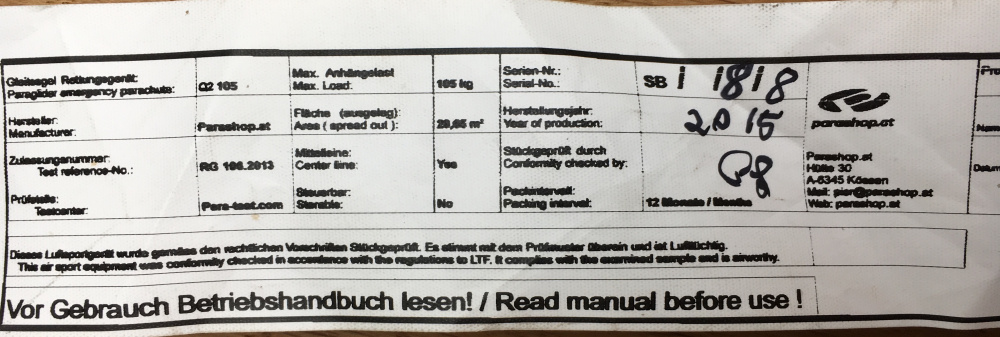 Gleitsegel Rettungsgerät:
Paraglider emergency parachute: Q2 105
Max. Anhängelast
Max. Load: 105 kg
Serien-Nr.:
Serial-No.: SB 1 1818
Hersteller:
Manufacturer: Parashop.at
Fläche (ausgelegt):
Area ( spread out ): m²
Herstellungsjahr:
Year of production: 2015
parashop.at
Zulassungsnummer:
Test reference-No.: RG 106.2013
Mittelleine:
Center line: Yes
Stückgeprüft durch
Conformity checked by:
Prüfstelle:
Testcenter: Para-test.com
Steuerbar:
Sterable: No
Packintervall:
Packing interval: 12 Monate / Months
Parashop.at
Hütte 30
A-6345 Kössen
Mail: pier@parashop.at
Web: parashop.at
Dieses Luftsportgerät wurde gemäss den rechtlichen Vorschriften Stückgeprüft. Es stimmt mit dem Prüfmuster überein und ist Lufttüchtig.
This air sport equipment was conformity checked in accordance with the regulations to LTF. It complies with the examined sample and is airworthy.
Vor Gebrauch Betriebshandbuch lesen! / Read manual before use !